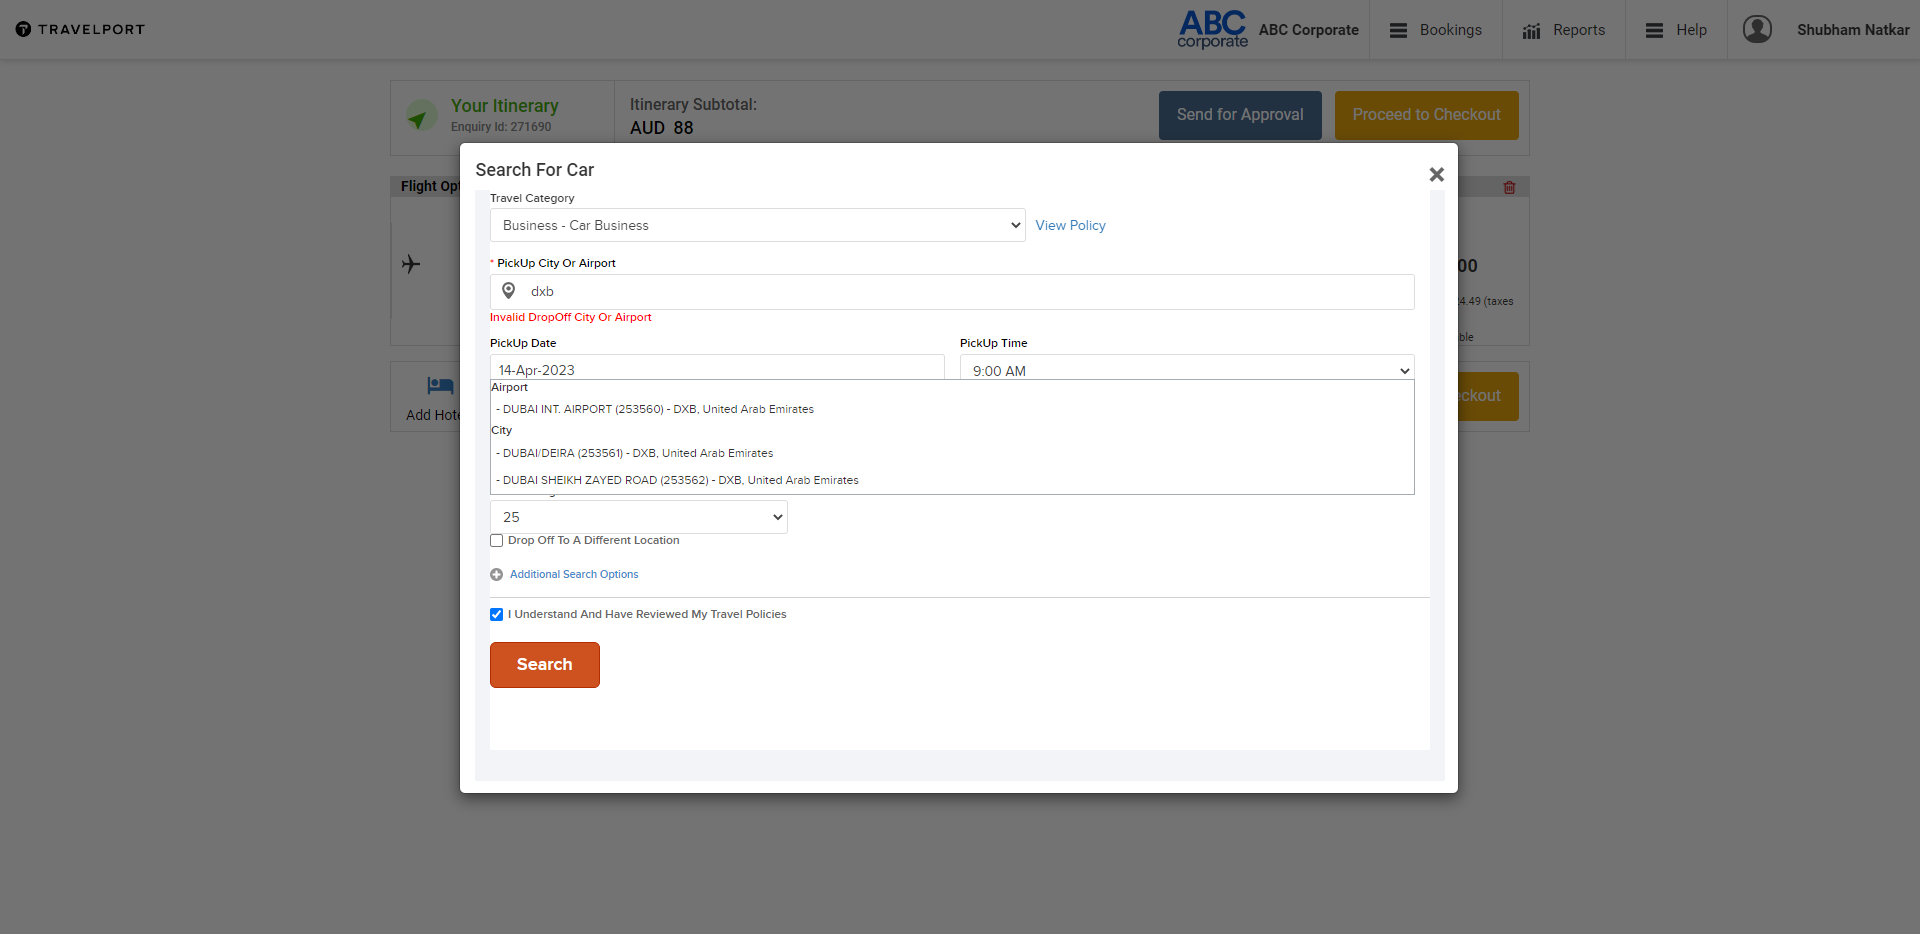 TRAVELPORT
ABC
corporate
ABC Corporate
Bookings
Reports
Help
Shubham Natkar
Your Itinerary
Enquiry Id: 271690
Itinerary Subtotal:
AUD 88
Send for Approval
Proceed to Checkout
Flight Opt
Search For Car
Travel Category
Business - Car Business
View Policy
* PickUp City Or Airport
dxb
Invalid DropOff City Or Airport
PickUp Date
PickUp Time
14-Apr-2023
9:00 AM
Airport
- DUBAI INT. AIRPORT (253560) - DXB, United Arab Emirates
City
- DUBAI/DEIRA (253561) - DXB, United Arab Emirates
- DUBAI SHEIKH ZAYED ROAD (253562) - DXB, United Arab Emirates
25
Drop Off To A Different Location
Additional Search Options
I Understand And Have Reviewed My Travel Policies
Search
00
4.49 (taxes
ble
Add Hote
eckout